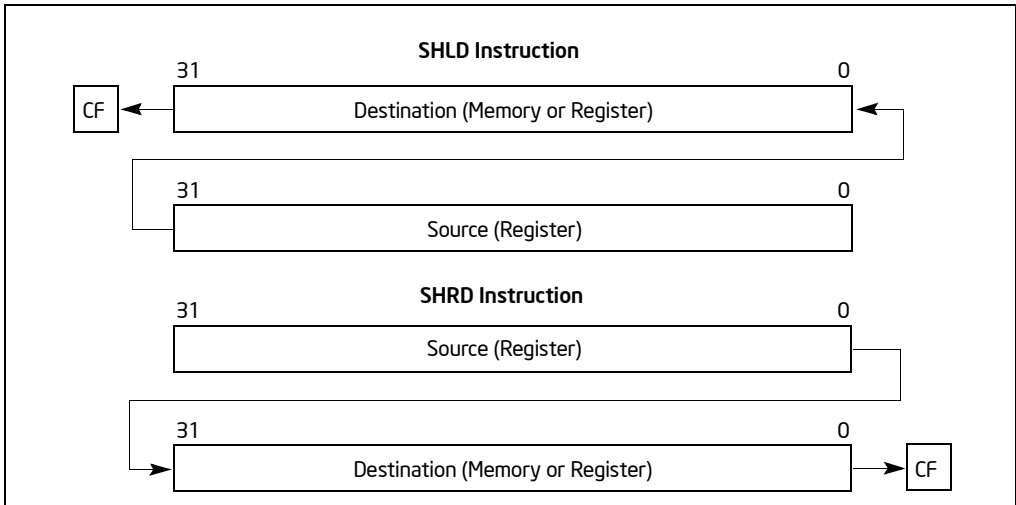 SHLD Instruction
31 0
CF Destination (Memory or Register)
31 0
Source (Register)
SHRD Instruction
31 0
Source (Register)
31 0
Destination (Memory or Register) CF